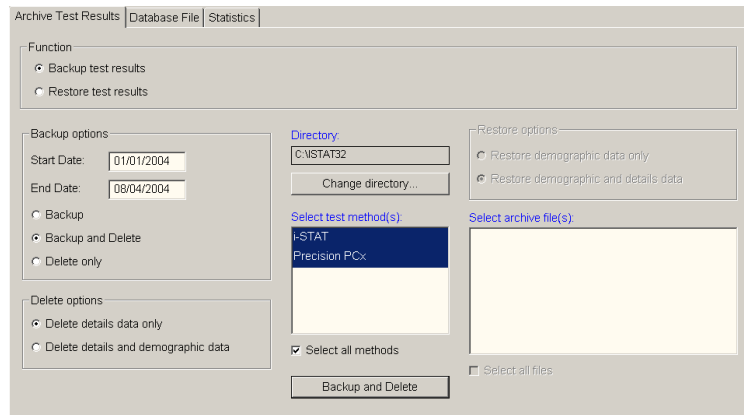 Archive Test Results Database File Statistics
Function
Backup test results
Restore test results
Backup options
Start Date: 01/01/2004
End Date: 08/04/2004
Backup
Backup and Delete
Delete only
Delete options
Delete details data only
Delete details and demographic data
Directory:
C:\ISTAT32
Change directory...
Select test method(s):
i-STAT
Precision PCx
Select all methods
Backup and Delete
Restore options
Restore demographic data only
Restore demographic and details data
Select archive file(s):
Select all files